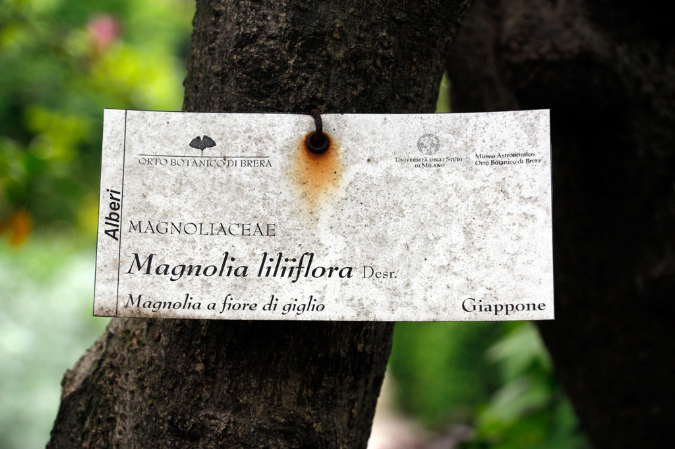 Alberi
ORTO BOTANICO DI BRERA
UNIVERSITÀ DEGLI STUDI
DI MILANO
Museo Astronomico,
Orto Botanico di Brera
MAGNOLIACEAE
Magnolia liliiflora Desr.
Magnolia a fiore di giglio
Giappone